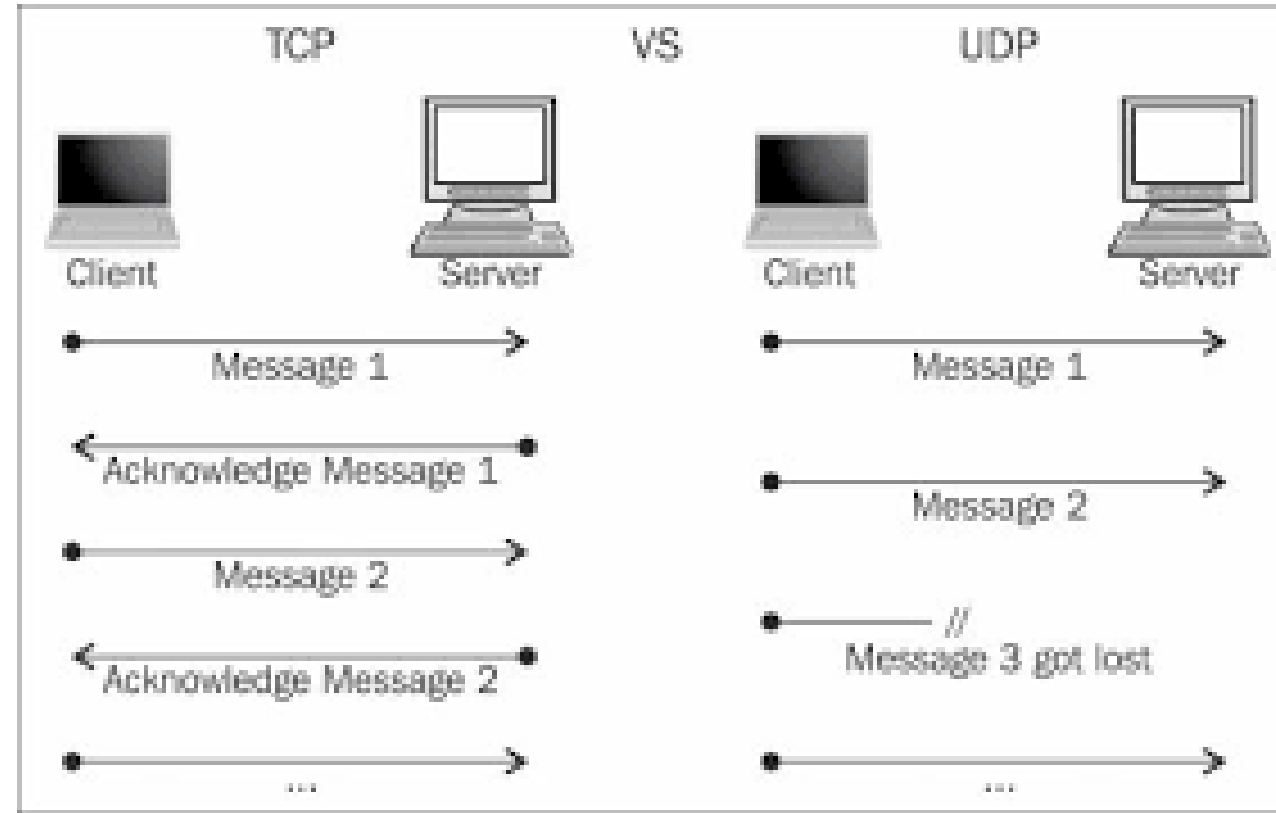 TCP VS UDP
Client Server Client Server
Message 1 Message 1
Acknowledge Message 1
Message 2
Message 2
//
Message 3 got lost
Acknowledge Message 2
... ...